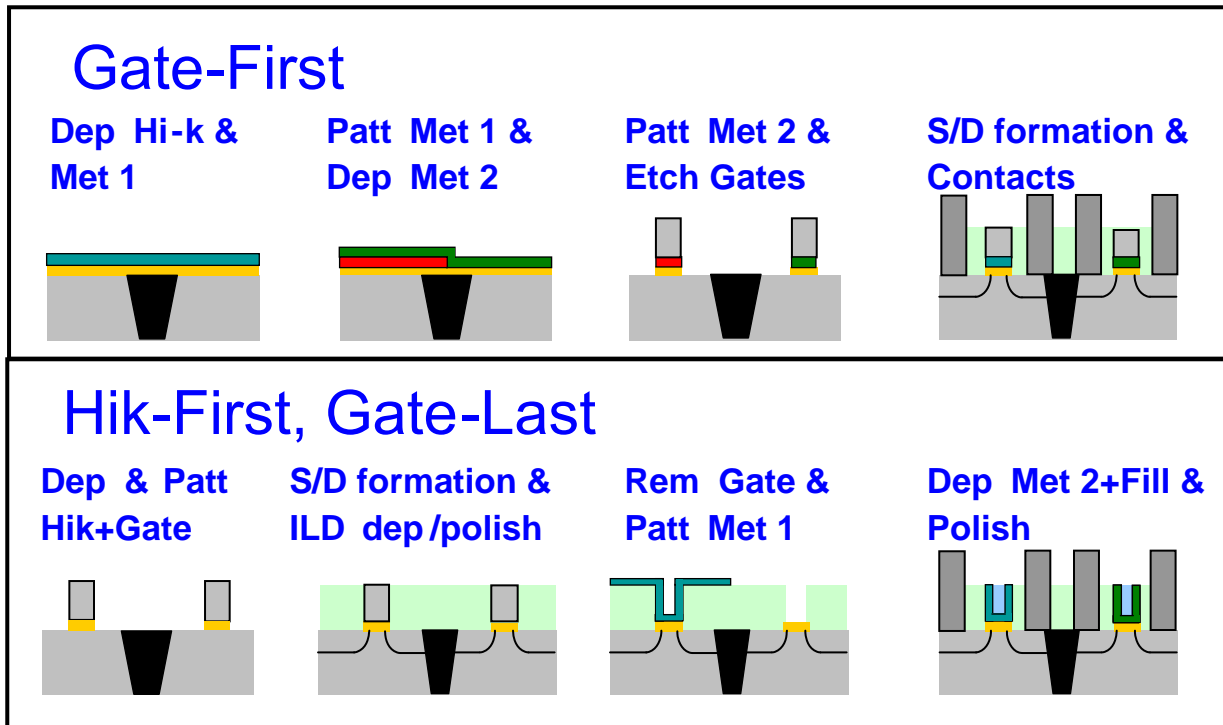 Gate-First
Dep Hi-k &
Met 1
Patt Met 1 &
Dep Met 2
Patt Met 2 &
Etch Gates
S/D formation &
Contacts
Hik-First, Gate-Last
Dep & Patt
Hik+Gate
S/D formation &
ILD dep/polish
Rem Gate &
Patt Met 1
Dep Met 2+Fill &
Polish